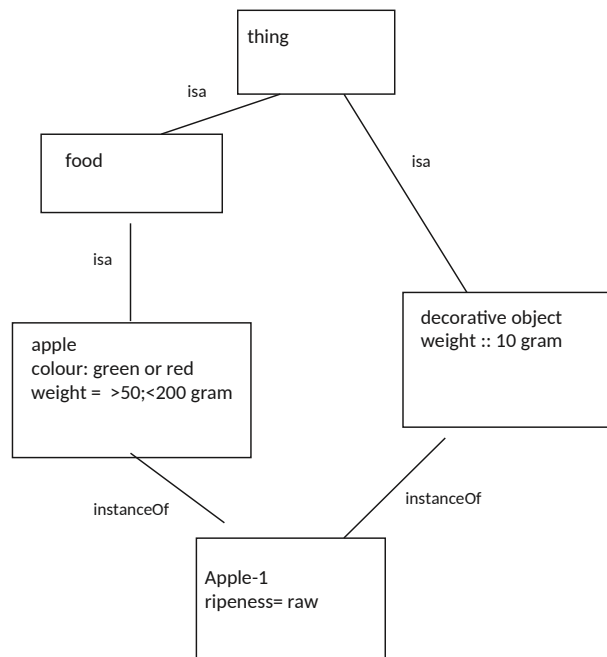 thing
isa
isa
food
isa
apple
colour: green or red
weight =  >50;<200 gram
decorative object
weight :: 10 gram
instanceOf
instanceOf
Apple-1
ripeness= raw